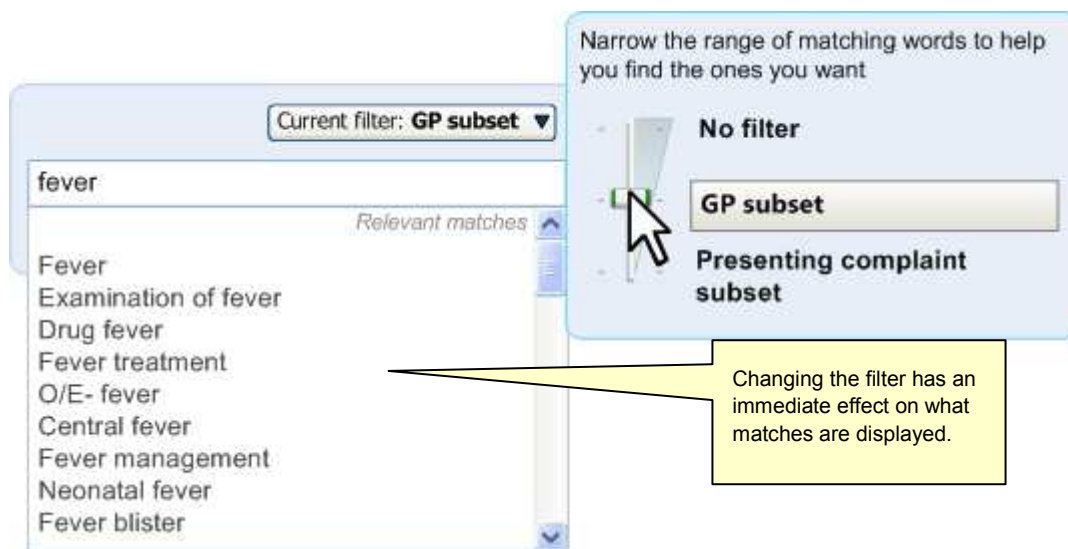 Narrow the range of matching words to help
you find the ones you want
No filter
GP subset
Presenting complaint
subset
Current filter: GP subset
fever
Relevant matches
Fever
Examination of fever
Drug fever
Fever treatment
O/E- fever
Central fever
Fever management
Neonatal fever
Fever blister
Changing the filter has an
immediate effect on what
matches are displayed.